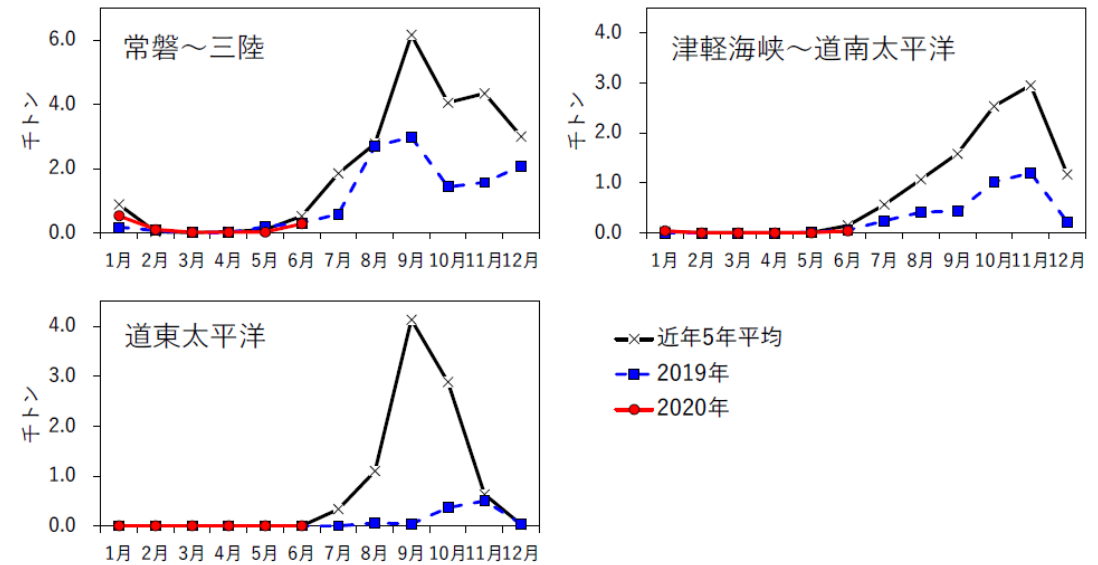 常磐～三陸
千トン
6.0
4.0
2.0
0.0
1月 2月 3月 4月 5月 6月 7月 8月 9月 10月 11月 12月
津軽海峡～道南太平洋
千トン
4.0
3.0
2.0
1.0
0.0
1月 2月 3月 4月 5月 6月 7月 8月 9月 10月 11月 12月
道東太平洋
千トン
4.0
3.0
2.0
1.0
0.0
1月 2月 3月 4月 5月 6月 7月 8月 9月 10月 11月 12月
近年5年平均
2019年
2020年